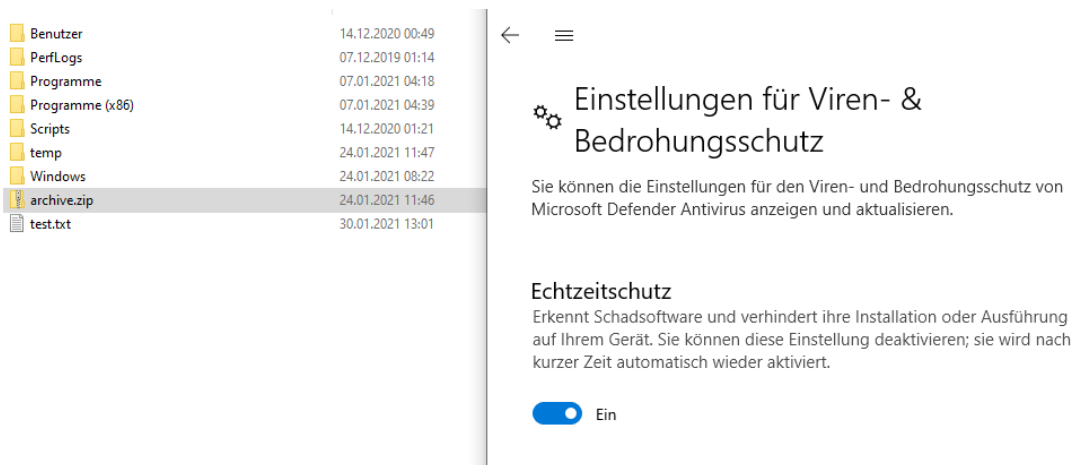 Benutzer 14.12.2020 00:49
PerfLogs 07.12.2019 01:14
Programme 07.01.2021 04:18
Programme (x86) 07.01.2021 04:39
Scripts 14.12.2020 01:21
temp 24.01.2021 11:47
Windows 24.01.2021 08:22
archive.zip 24.01.2021 11:46
test.txt 30.01.2021 13:01
Einstellungen für Viren- &
Bedrohungsschutz
Sie können die Einstellungen für den Viren- und Bedrohungsschutz von
Microsoft Defender Antivirus anzeigen und aktualisieren.
Echtzeitschutz
Erkennt Schadsoftware und verhindert ihre Installation oder Ausführung
auf Ihrem Gerät. Sie können diese Einstellung deaktivieren; sie wird nach
kurzer Zeit automatisch wieder aktiviert.
Ein